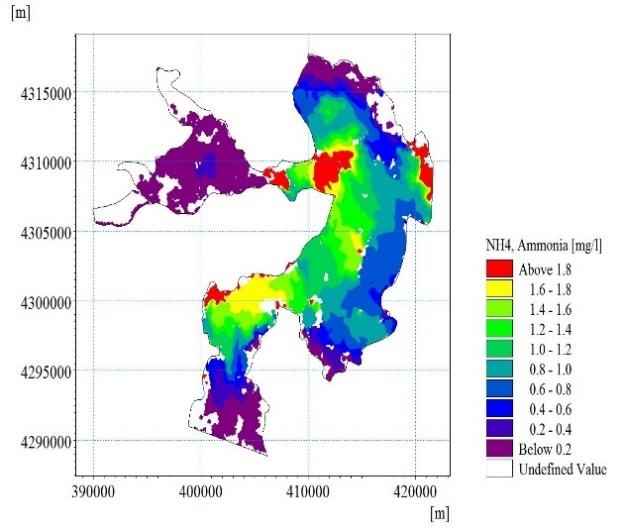 [m]
4315000
4310000
4305000
4300000
4295000
4290000
390000 400000 410000 420000
[m]
NH4, Ammonia [mg/l]
Above 1.8
1.6 - 1.8
1.4 - 1.6
1.2 - 1.4
1.0 - 1.2
0.8 - 1.0
0.6 - 0.8
0.4 - 0.6
0.2 - 0.4
Below 0.2
Undefined Value